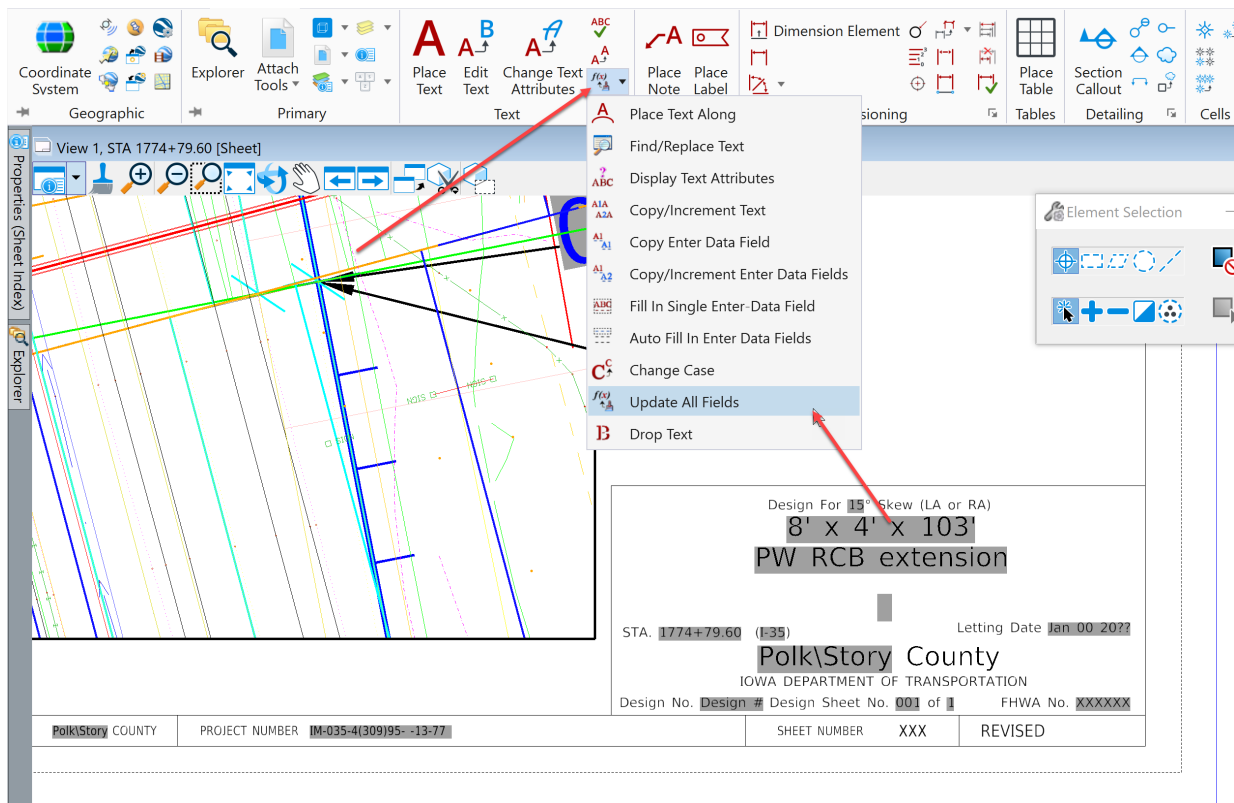 Coordinate System
Explorer
Attach Tools
Place Text
Edit Text
Change Text Attributes
Place Note
Place Label
Dimension Element
Place Table
Section Callout
Geographic
Primary
Text
sioning
Tables
Detailing
Cells
Properties (Sheet Index)
Explorer
View 1, STA 1774+79.60 [Sheet]
Place Text Along
Find/Replace Text
Display Text Attributes
Copy/Increment Text
Copy Enter Data Field
Copy/Increment Enter Data Fields
Fill In Single Enter-Data Field
Auto Fill In Enter Data Fields
Change Case
Update All Fields
Drop Text
Element Selection
SIGN
SIGN
SIGN
Design For 15° Skew (LA or RA)
8' x 4' x 103'
PW RCB extension
STA. 1774+79.60 (I-35)
Letting Date Jan 00 20??
Polk\Story County
IOWA DEPARTMENT OF TRANSPORTATION
Design No. Design # Design Sheet No. 001 of 1 FHWA No. XXXXXX
Polk\Story COUNTY
PROJECT NUMBER IM-035-4(309)95- -13-77
SHEET NUMBER XXX
REVISED